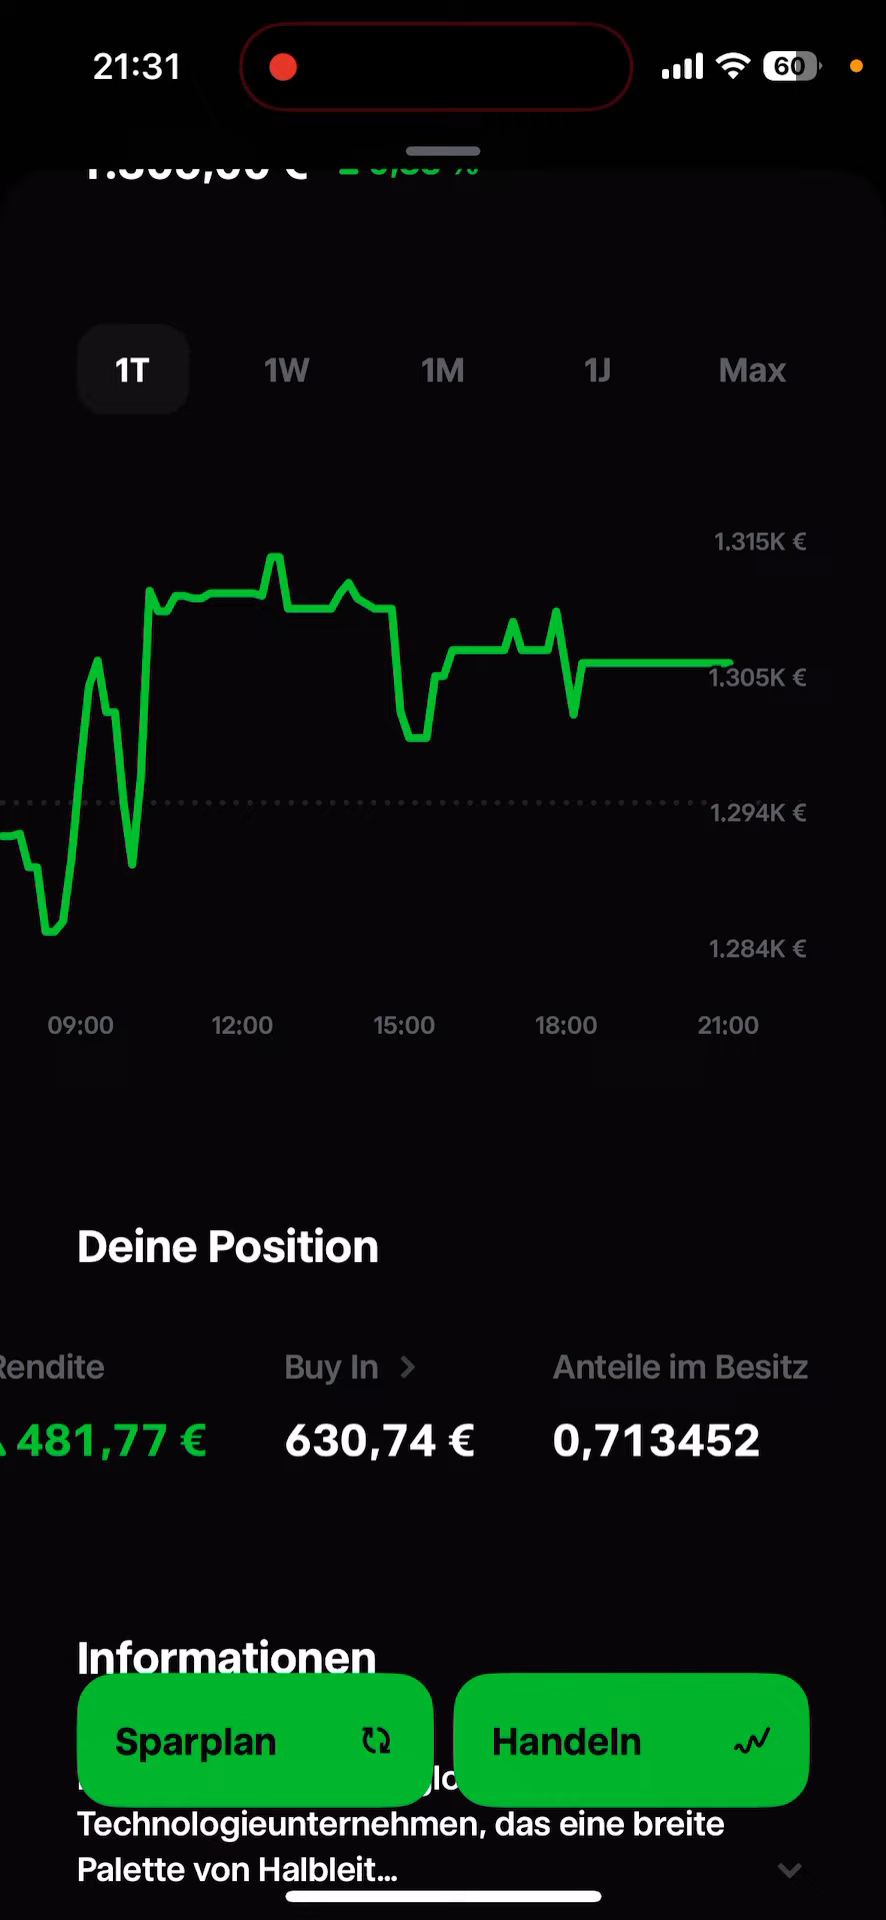 21:31
60
1T 1W 1M 1J Max
1.315K €
1.305K €
1.294K €
1.284K €
09:00 12:00 15:00 18:00 21:00
Deine Position
Rendite Buy In Anteile im Besitz
481,77 € 630,74 € 0,713452
Informationen
Sparplan Handeln
Technologieunternehmen, das eine breite
Palette von Halbleit...